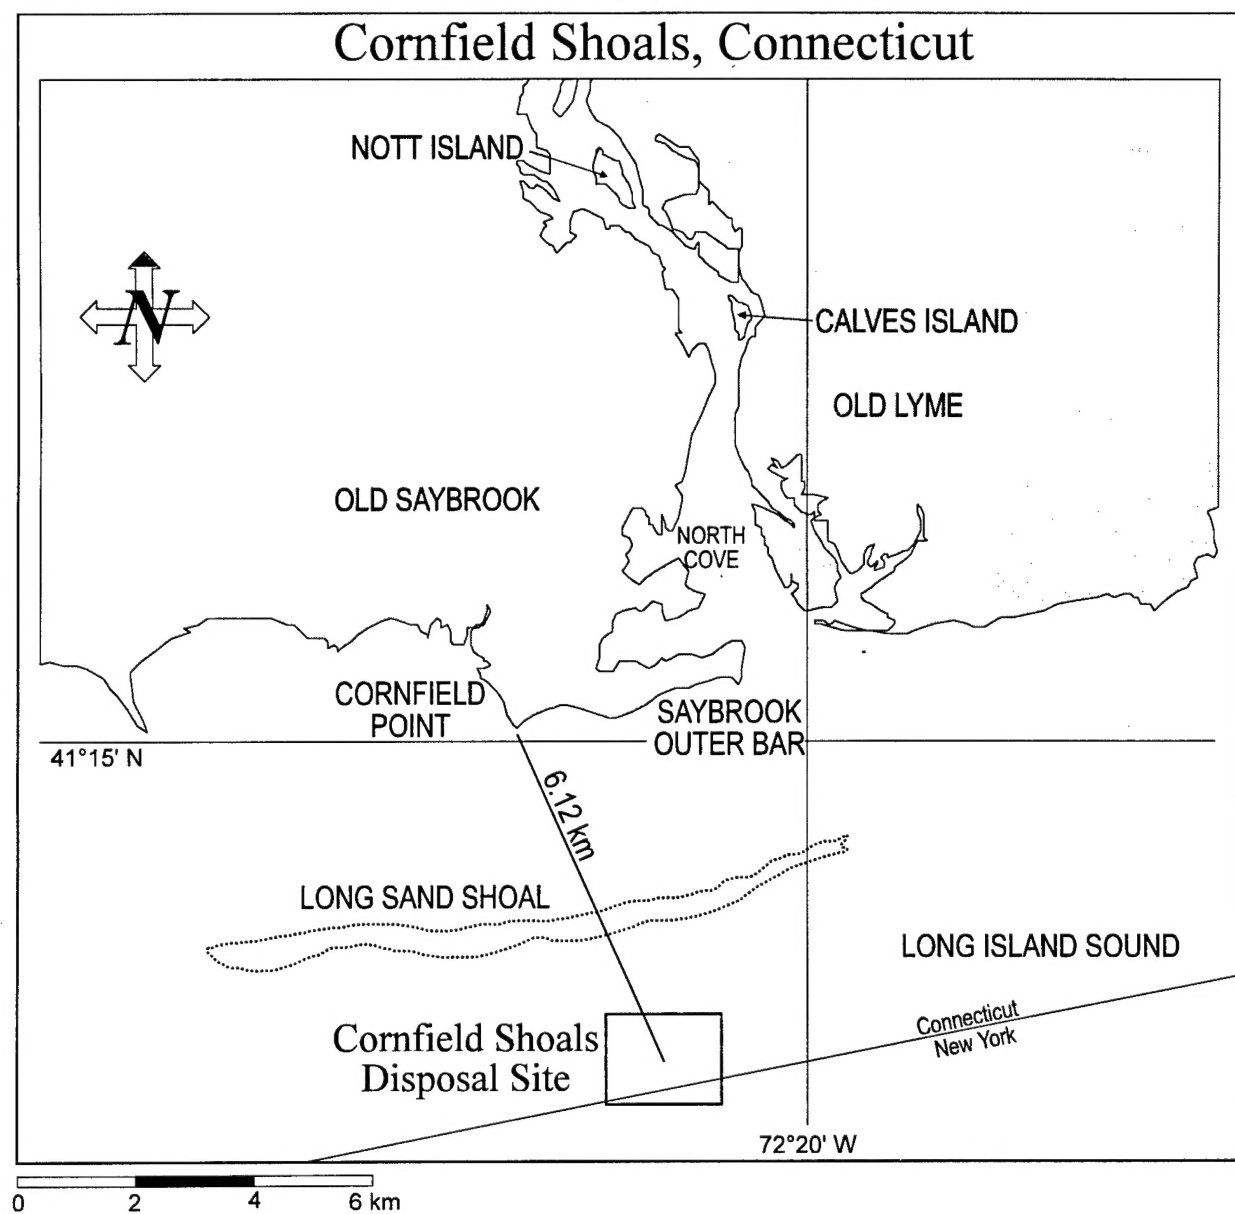 Cornfield Shoals, Connecticut
NOTT ISLAND
N
CALVES ISLAND
OLD LYME
OLD SAYBROOK
NORTH
COVE
CORNFIELD
POINT
SAYBROOK
OUTER BAR
41°15' N
6.12 km
LONG SAND SHOAL
LONG ISLAND SOUND
Connecticut
New York
Cornfield Shoals
Disposal Site
72°20' W
0 2 4 6 km